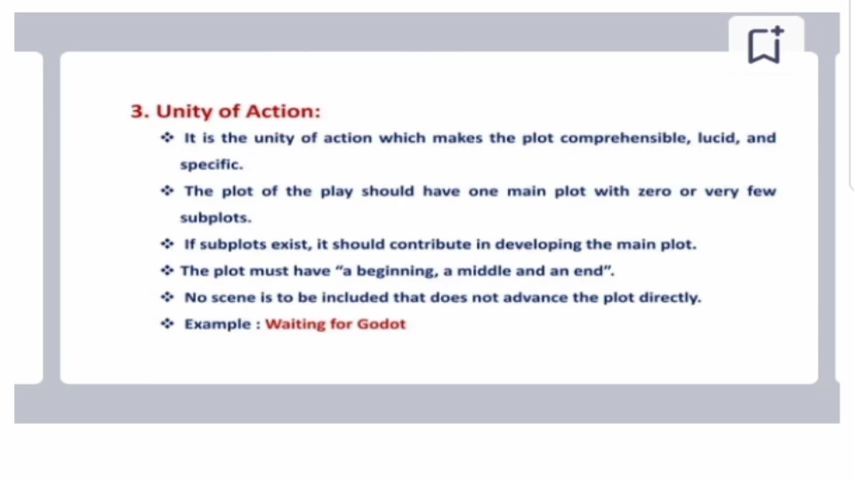 3. Unity of Action:
❖ It is the unity of action which makes the plot comprehensible, lucid, and
specific.
❖ The plot of the play should have one main plot with zero or very few
subplots.
❖ If subplots exist, it should contribute in developing the main plot.
❖ The plot must have “a beginning, a middle and an end”.
❖ No scene is to be included that does not advance the plot directly.
❖ Example : Waiting for Godot